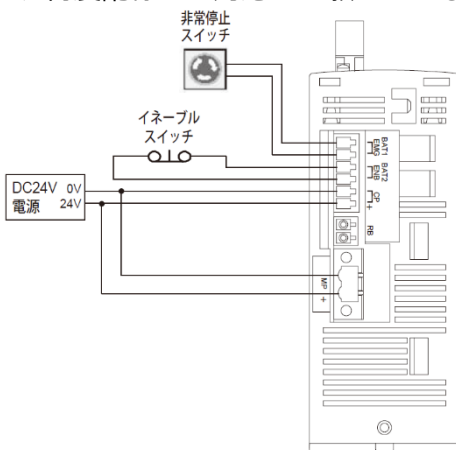 非常停止
スイッチ
イネーブル
スイッチ
DC24V 0V
電源 24V
BAT1
EMG
BAT2
ENB
CP
+
RB
MP +